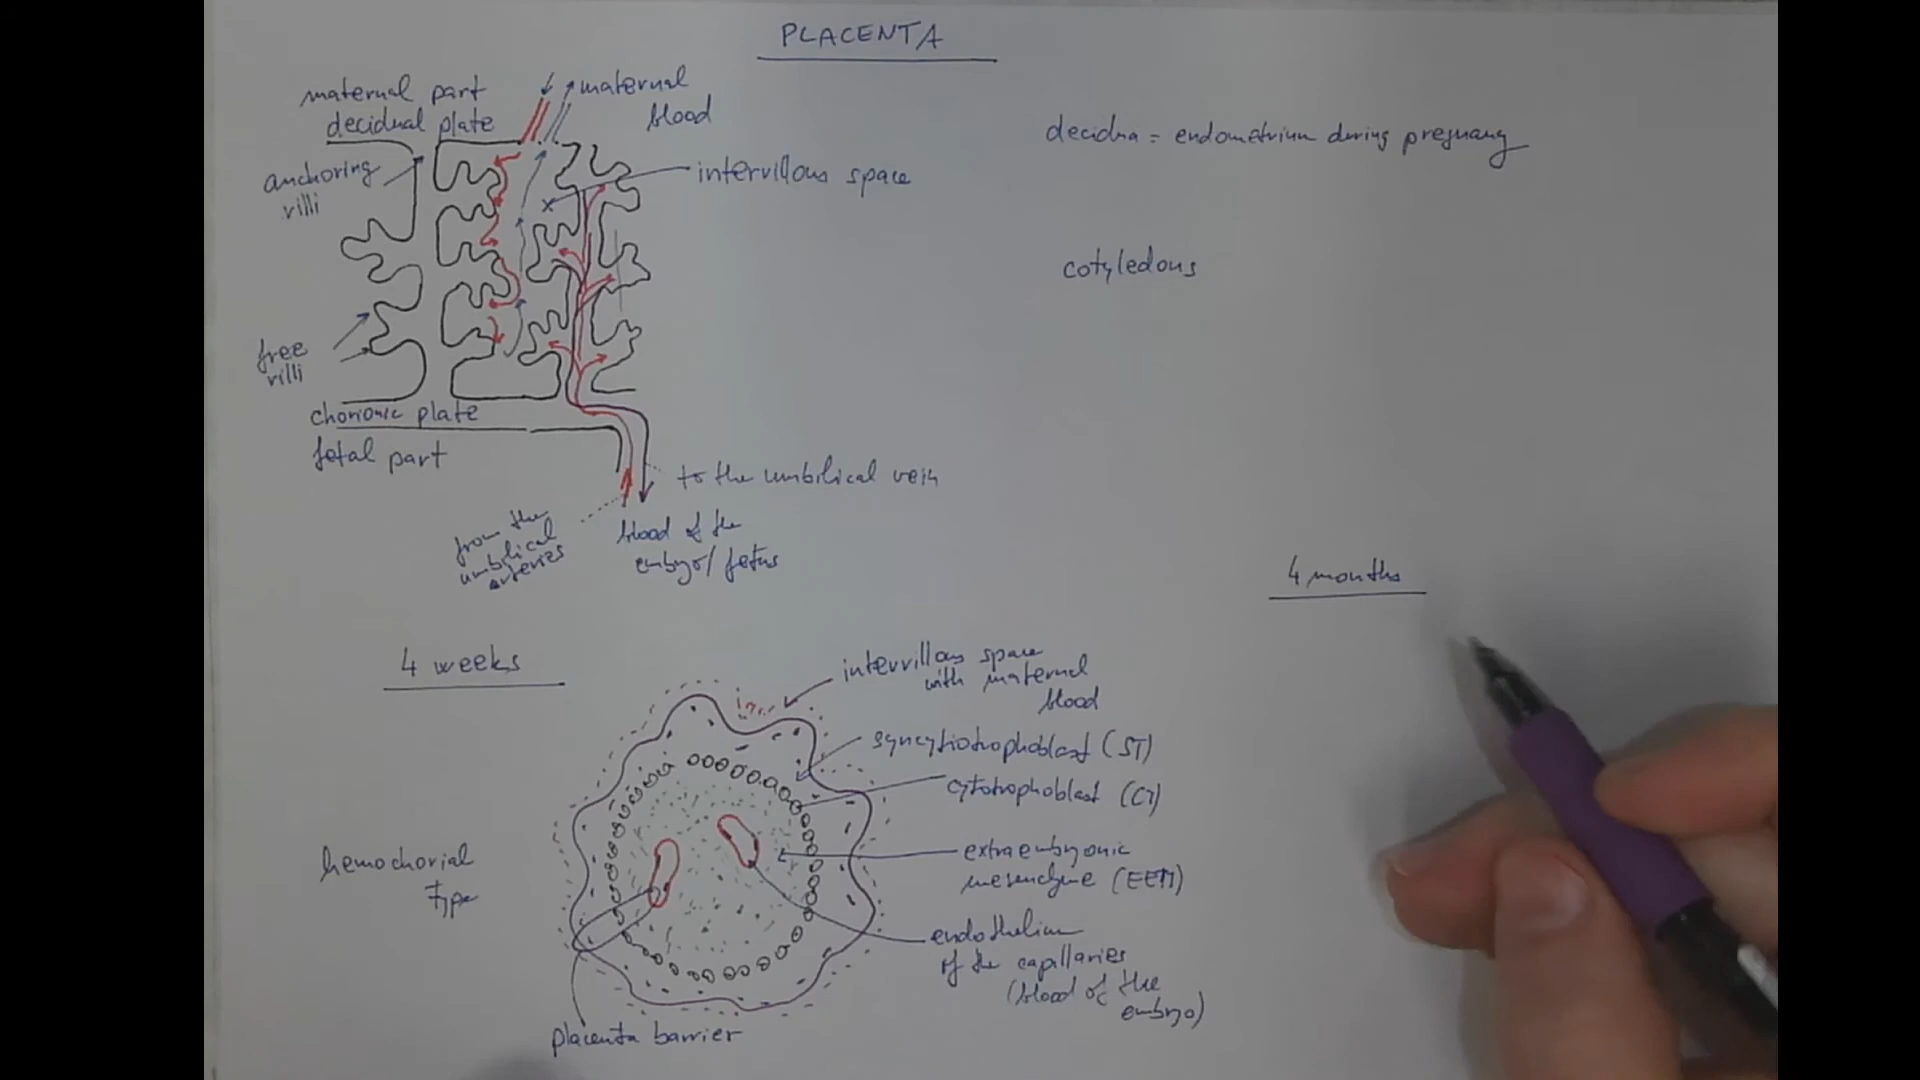 PLACENTA
maternal part
decidual plate
maternal
blood
anchoring
villi
intervillous space
free
villi
chorionic plate
fetal part
to the umbilical vein
from the
umbilical
arteries
blood of the
embryo/fetus
decidua = endometrium during pregnancy
cotyledons
4 weeks
intervillous space
with maternal
blood
syncytiotrophoblast (ST)
cytotrophoblast (CT)
extraembryonic
mesenchyme (EEM)
endothelium
of the capillaries
(blood of the
embryo)
hemochorial
type
placenta barrier
4 months